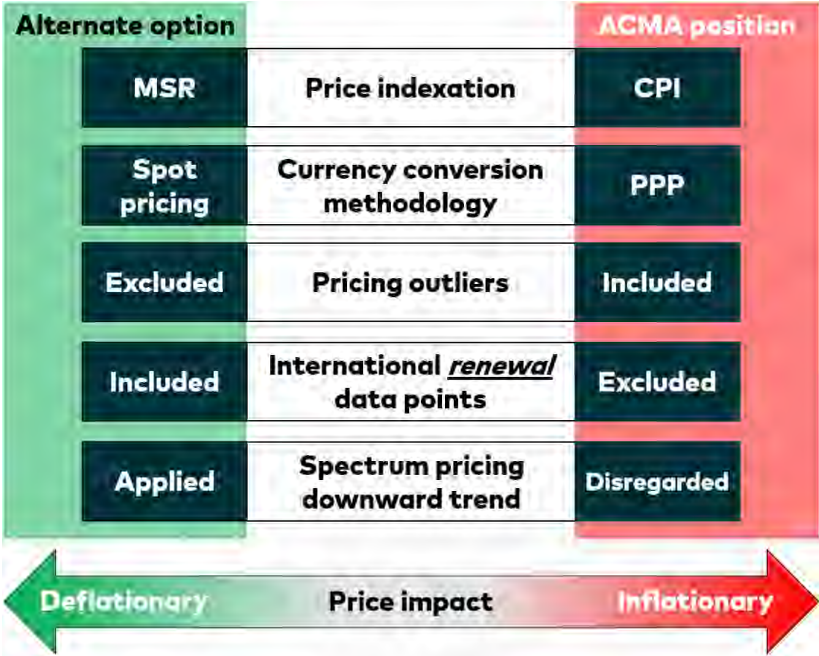 Alternate option
ACMA position
MSR
Price indexation
CPI
Spot
pricing
Currency conversion
methodology
PPP
Excluded
Pricing outliers
Included
Included
International renewal
data points
Excluded
Applied
Spectrum pricing
downward trend
Disregarded
Deflationary
Price impact
Inflationary